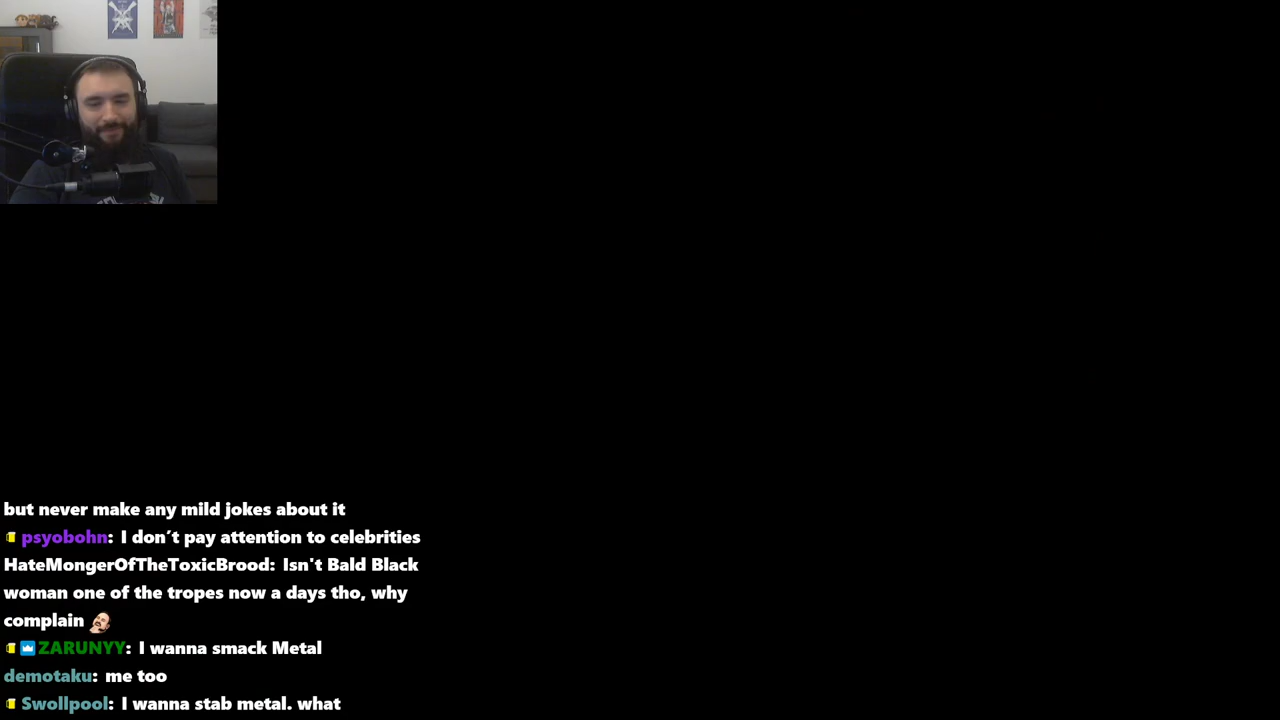 but never make any mild jokes about it
psyobohn: I don´t pay attention to celebrities
HateMongerOfTheToxicBrood: Isn't Bald Black
woman one of the tropes now a days tho, why
complain
ZARUNYY: I wanna smack Metal
demotaku: me too
Swollpool: I wanna stab metal. what